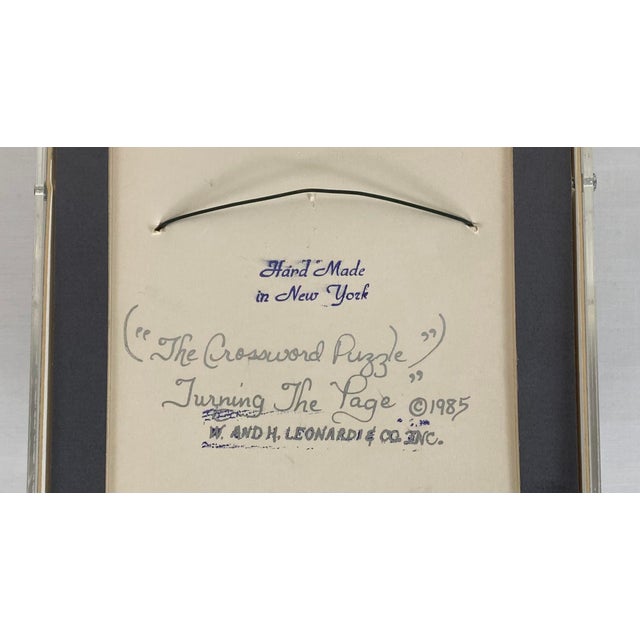 Hand Made
in New York
("The Crossword Puzzle")
Turning The Page" ©1985
W. AND H. LEONARDI & CO. INC.